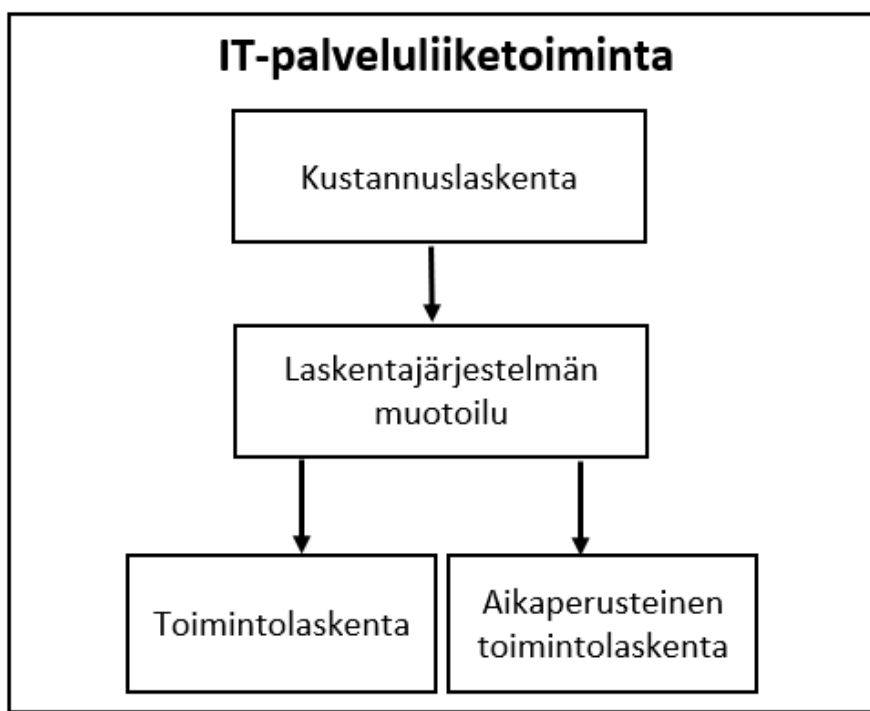 IT-palveluliiketoiminta
Kustannuslaskenta
Laskentajärjestelmän
muotoilu
Toimintolaskenta
Aikaperusteinen
toimintolaskenta